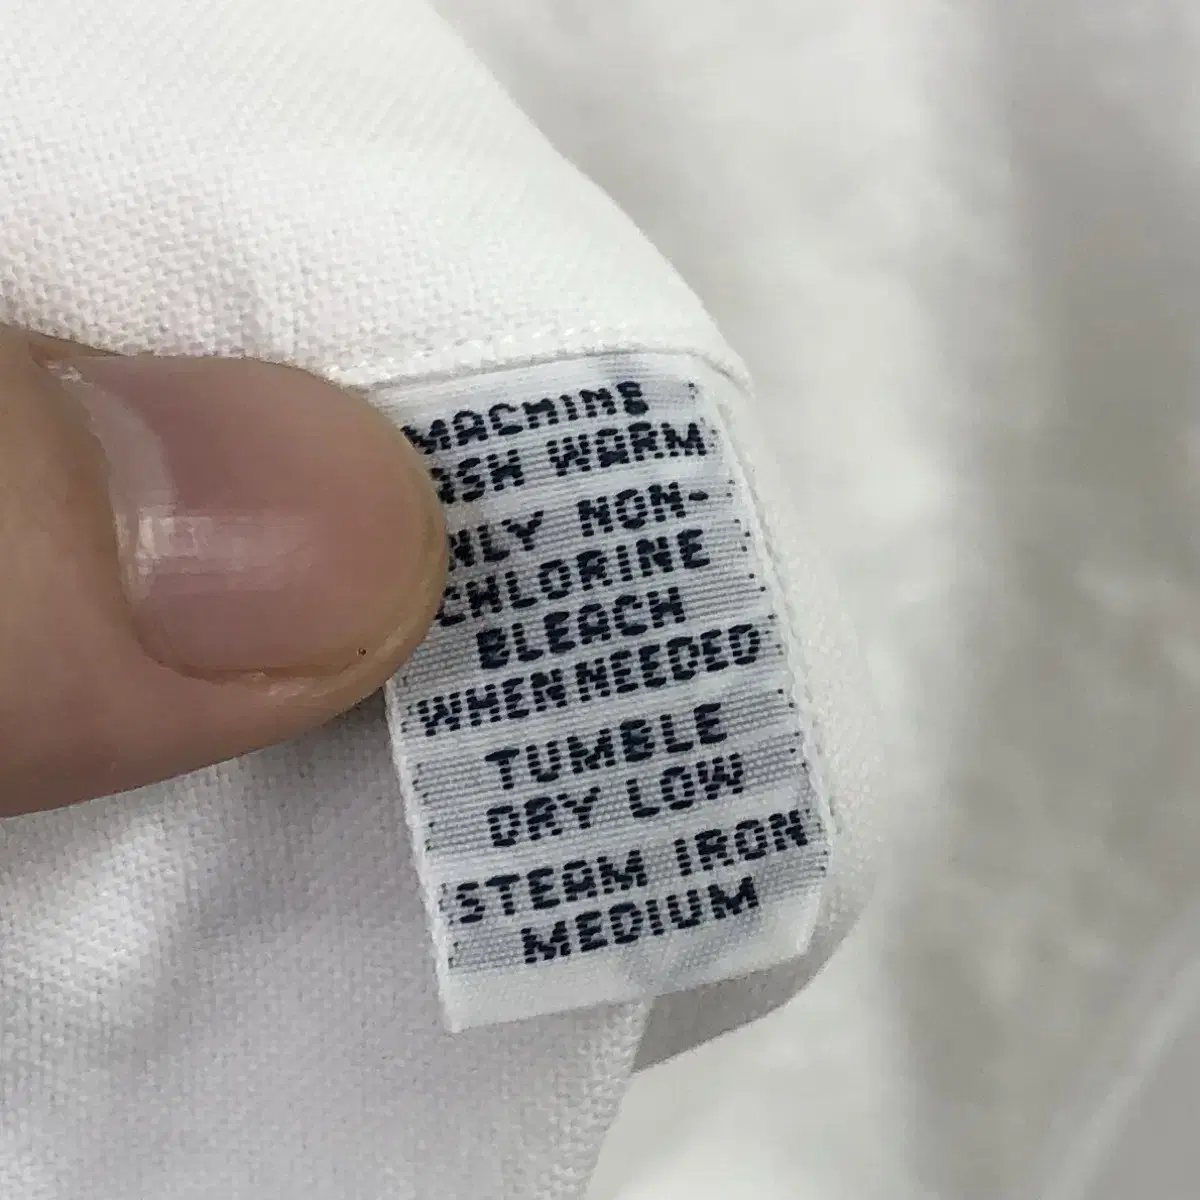 MACHINE
ASH WARM
NLY NON-
CHLORINE
BLEACH
WHEN NEEDED
TUMBLE
DRY LOW
STEAM IRON
MEDIUM